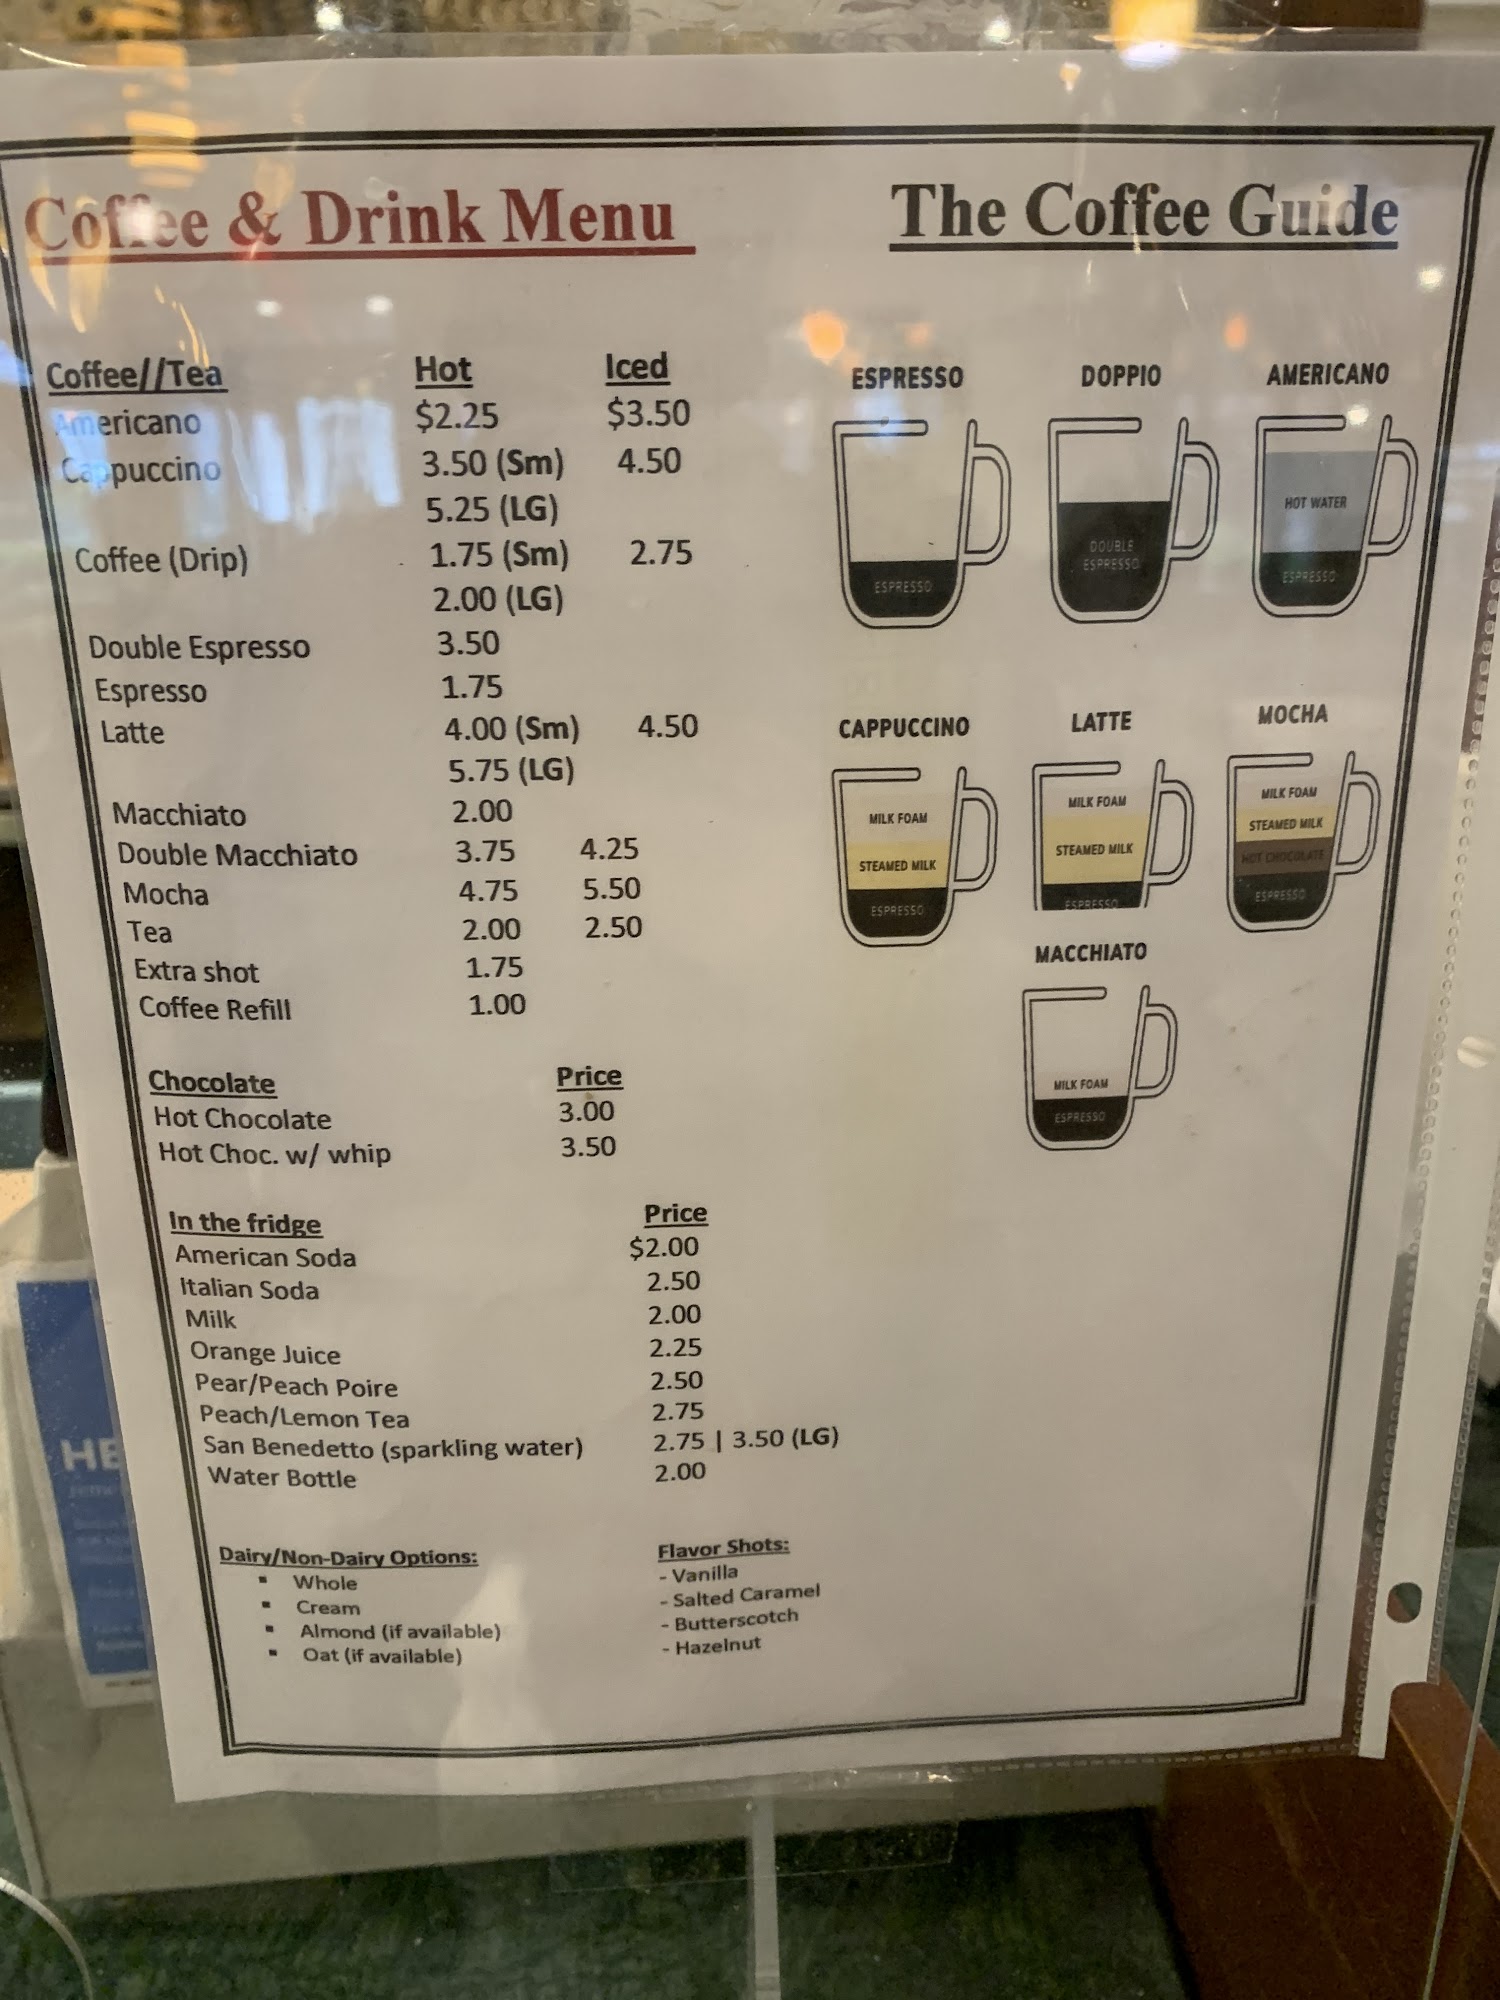 Coffee & Drink Menu
Coffee//Tea Hot Iced
Americano $2.25 $3.50
Cappuccino 3.50 (Sm) 4.50
5.25 (LG)
Coffee (Drip) 1.75 (Sm) 2.75
2.00 (LG)
Double Espresso 3.50
Espresso 1.75
Latte 4.00 (Sm) 4.50
5.75 (LG)
Macchiato 2.00
Double Macchiato 3.75 4.25
Mocha 4.75 5.50
Tea 2.00 2.50
Extra shot 1.75
Coffee Refill 1.00
Chocolate Price
Hot Chocolate 3.00
Hot Choc. w/ whip 3.50
In the fridge Price
American Soda $2.00
Italian Soda 2.50
Milk 2.00
Orange Juice 2.25
Pear/Peach Poire 2.50
Peach/Lemon Tea 2.75
San Benedetto (sparkling water) 2.75 | 3.50 (LG)
Water Bottle 2.00
Dairy/Non-Dairy Options:
▪ Whole
▪ Cream
▪ Almond (if available)
▪ Oat (if available)
Flavor Shots:
- Vanilla
- Salted Caramel
- Butterscotch
- Hazelnut
The Coffee Guide
ESPRESSO
ESPRESSO
DOPPIO
DOUBLE
ESPRESSO
AMERICANO
HOT WATER
ESPRESSO
CAPPUCCINO
MILK FOAM
STEAMED MILK
ESPRESSO
LATTE
MILK FOAM
STEAMED MILK
ESPRESSO
MOCHA
MILK FOAM
STEAMED MILK
HOT CHOCOLATE
ESPRESSO
MACCHIATO
MILK FOAM
ESPRESSO
HE